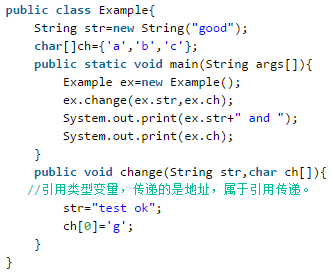 public class Example{
    String str=new String("good");
    char[]ch={'a','b','c'};
    public static void main(String args[]){
        Example ex=new Example();
        ex.change(ex.str,ex.ch);
        System.out.print(ex.str+" and ");
        System.out.print(ex.ch);
    }
    public void change(String str,char ch[]){
   //引用类型变量，传递的是地址，属于引用传递。
        str="test ok";
        ch[0]='g';
    }
}